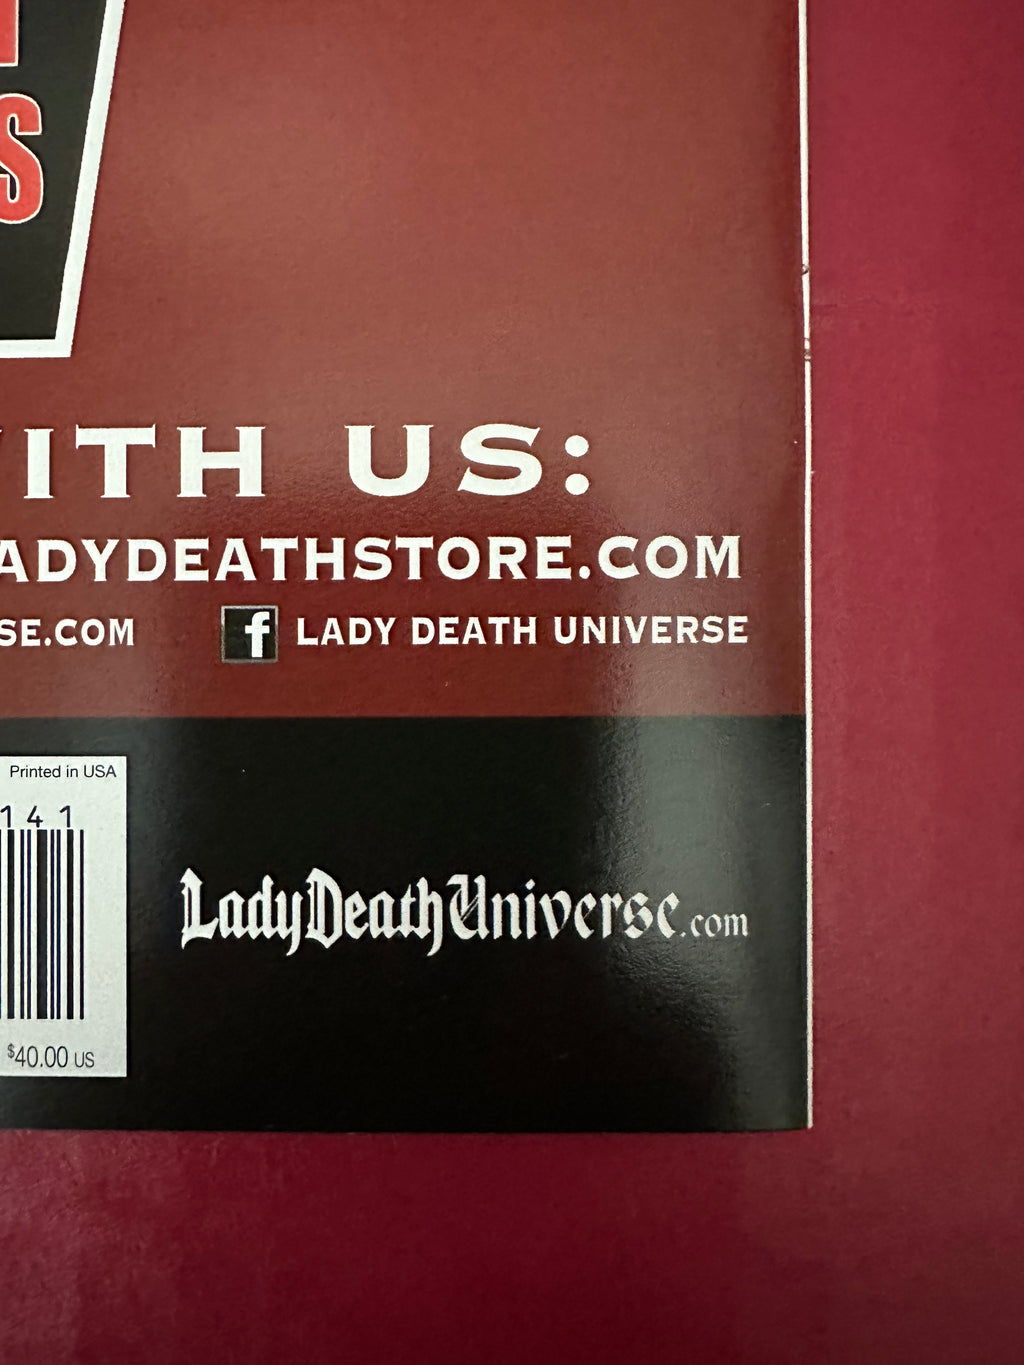 S
ITH US:
ADYDEATHSTORE.COM
SE.COM
f LADY DEATH UNIVERSE
Printed in USA
141
LadyDeathUniverse.com
$40.00 US